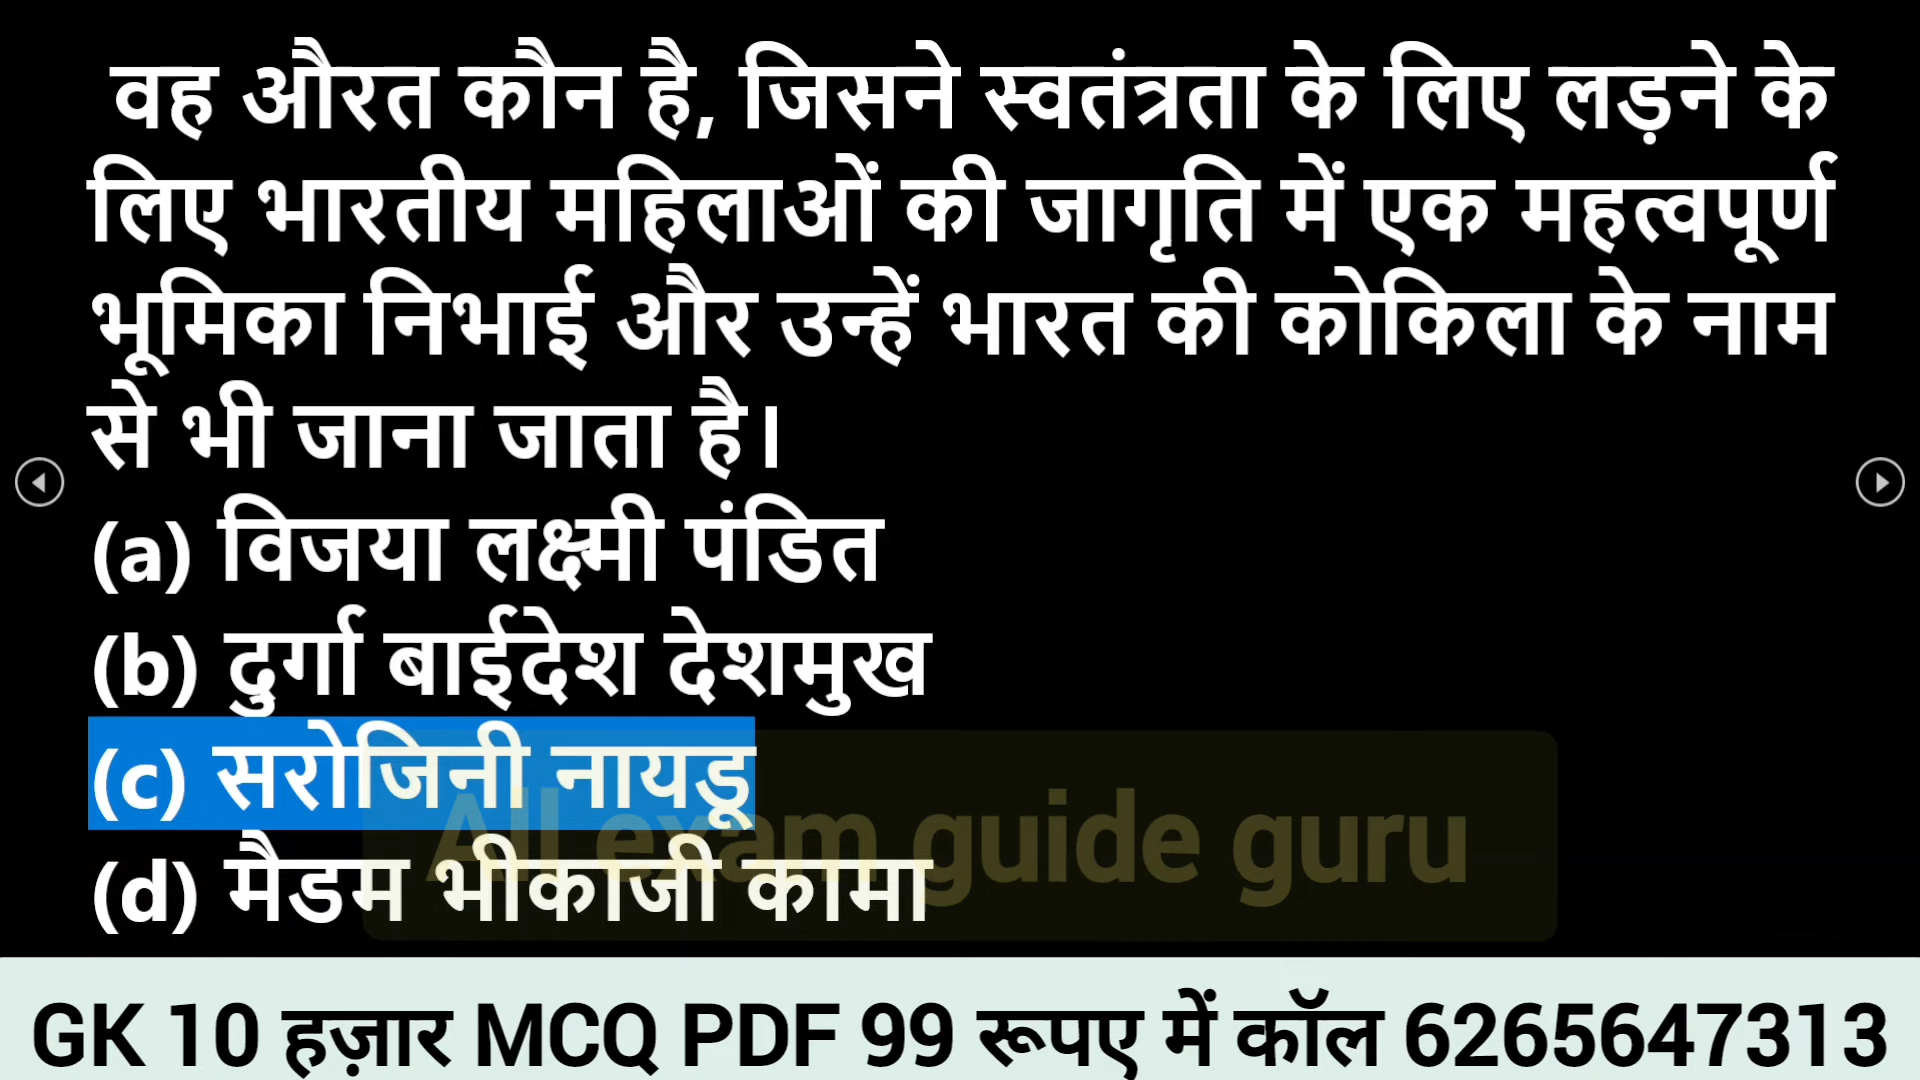 वह औरत कौन है, जिसने स्वतंत्रता के लिए लड़ने के
लिए भारतीय महिलाओं की जागृति में एक महत्वपूर्ण
भूमिका निभाई और उन्हें भारत की कोकिला के नाम
से भी जाना जाता है।
(a) विजया लक्ष्मी पंडित
(b) दुर्गा बाईदेश देशमुख
(c) सरोजिनी नायडू
All exam guide guru
(d) मैडम भीकाजी कामा
GK 10 हज़ार MCQ PDF 99 रूपए में कॉल 6265647313